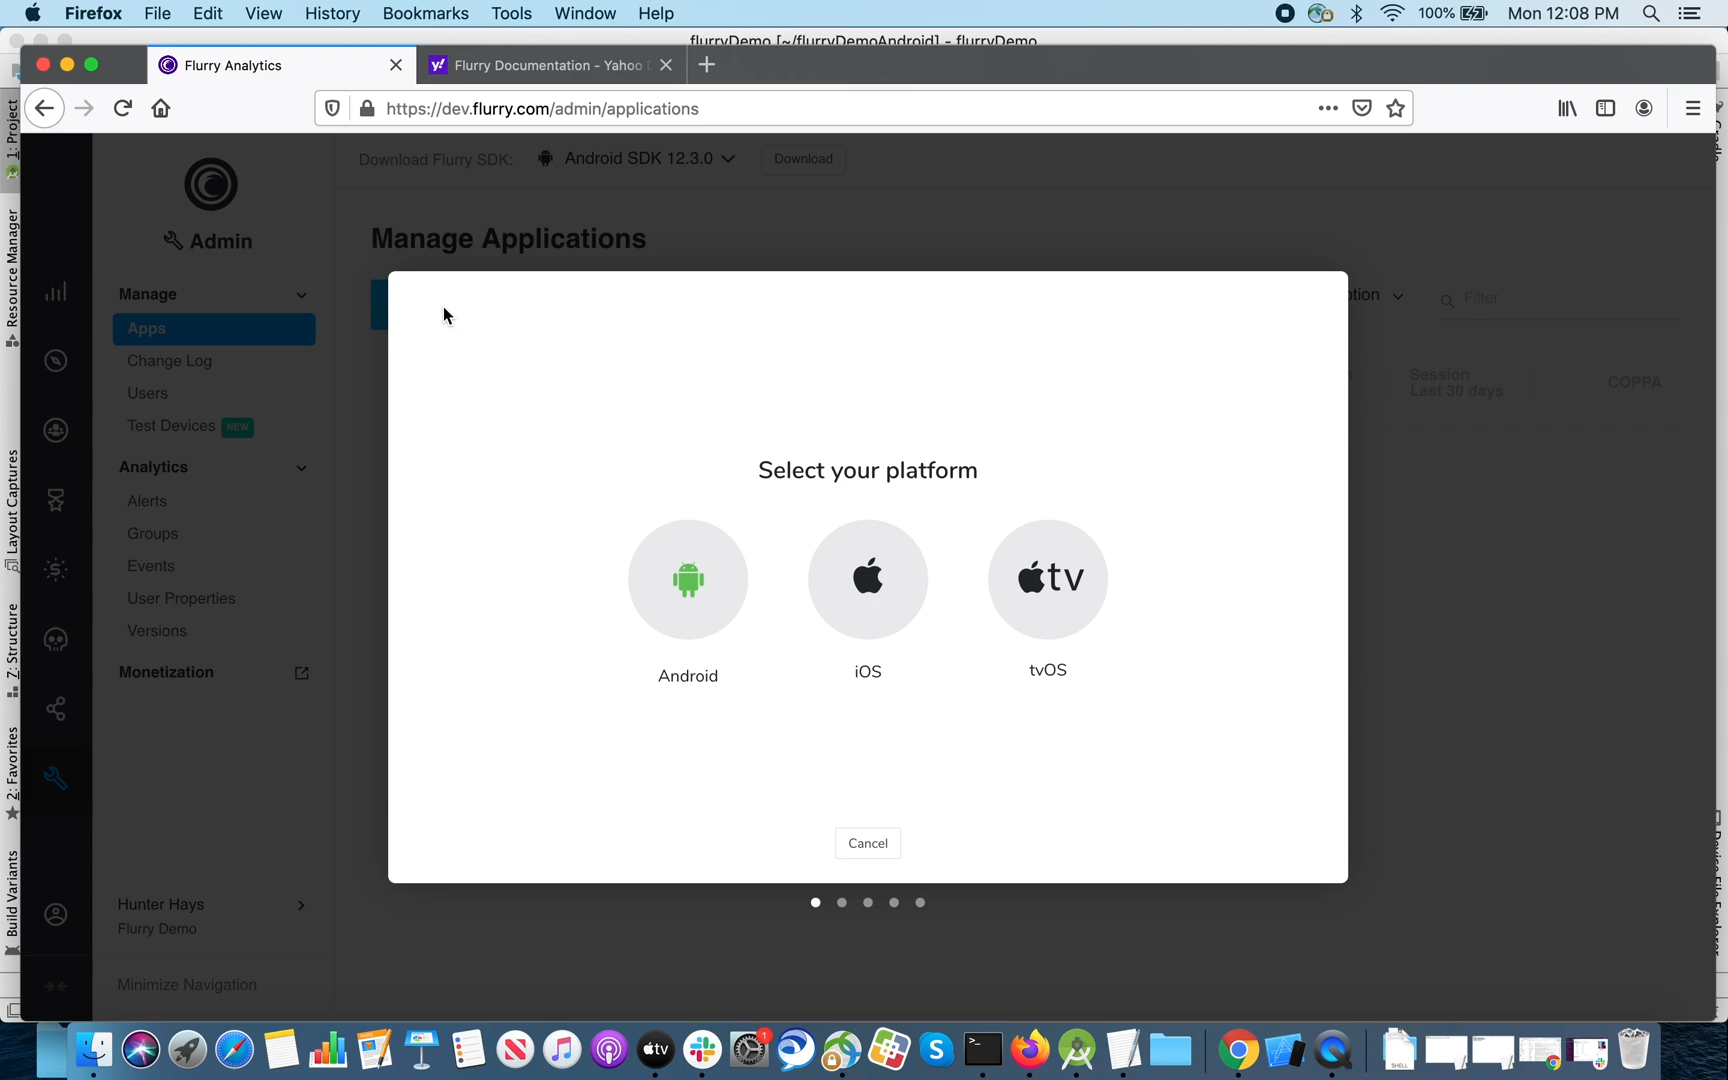 Firefox File Edit View History Bookmarks Tools Window Help 100% Mon 12:08 PM
flurryDemo [~/flurryDemoAndroid] - flurryDemo
Flurry Analytics
Flurry Documentation - Yahoo
https://dev.flurry.com/admin/applications
1: Project
Resource Manager
Layout Captures
Z: Structure
2: Favorites
Build Variants
Admin
Manage
Apps
Change Log
Users
Test Devices NEW
Analytics
Alerts
Groups
Events
User Properties
Versions
Monetization
Hunter Hays
Flurry Demo
Minimize Navigation
Download Flurry SDK: Android SDK 12.3.0 Download
Manage Applications
Filter
Session
Last 30 days
COPPA
Select your platform
tv
Android
iOS
tvOS
Cancel
tv
1
S
SHELL